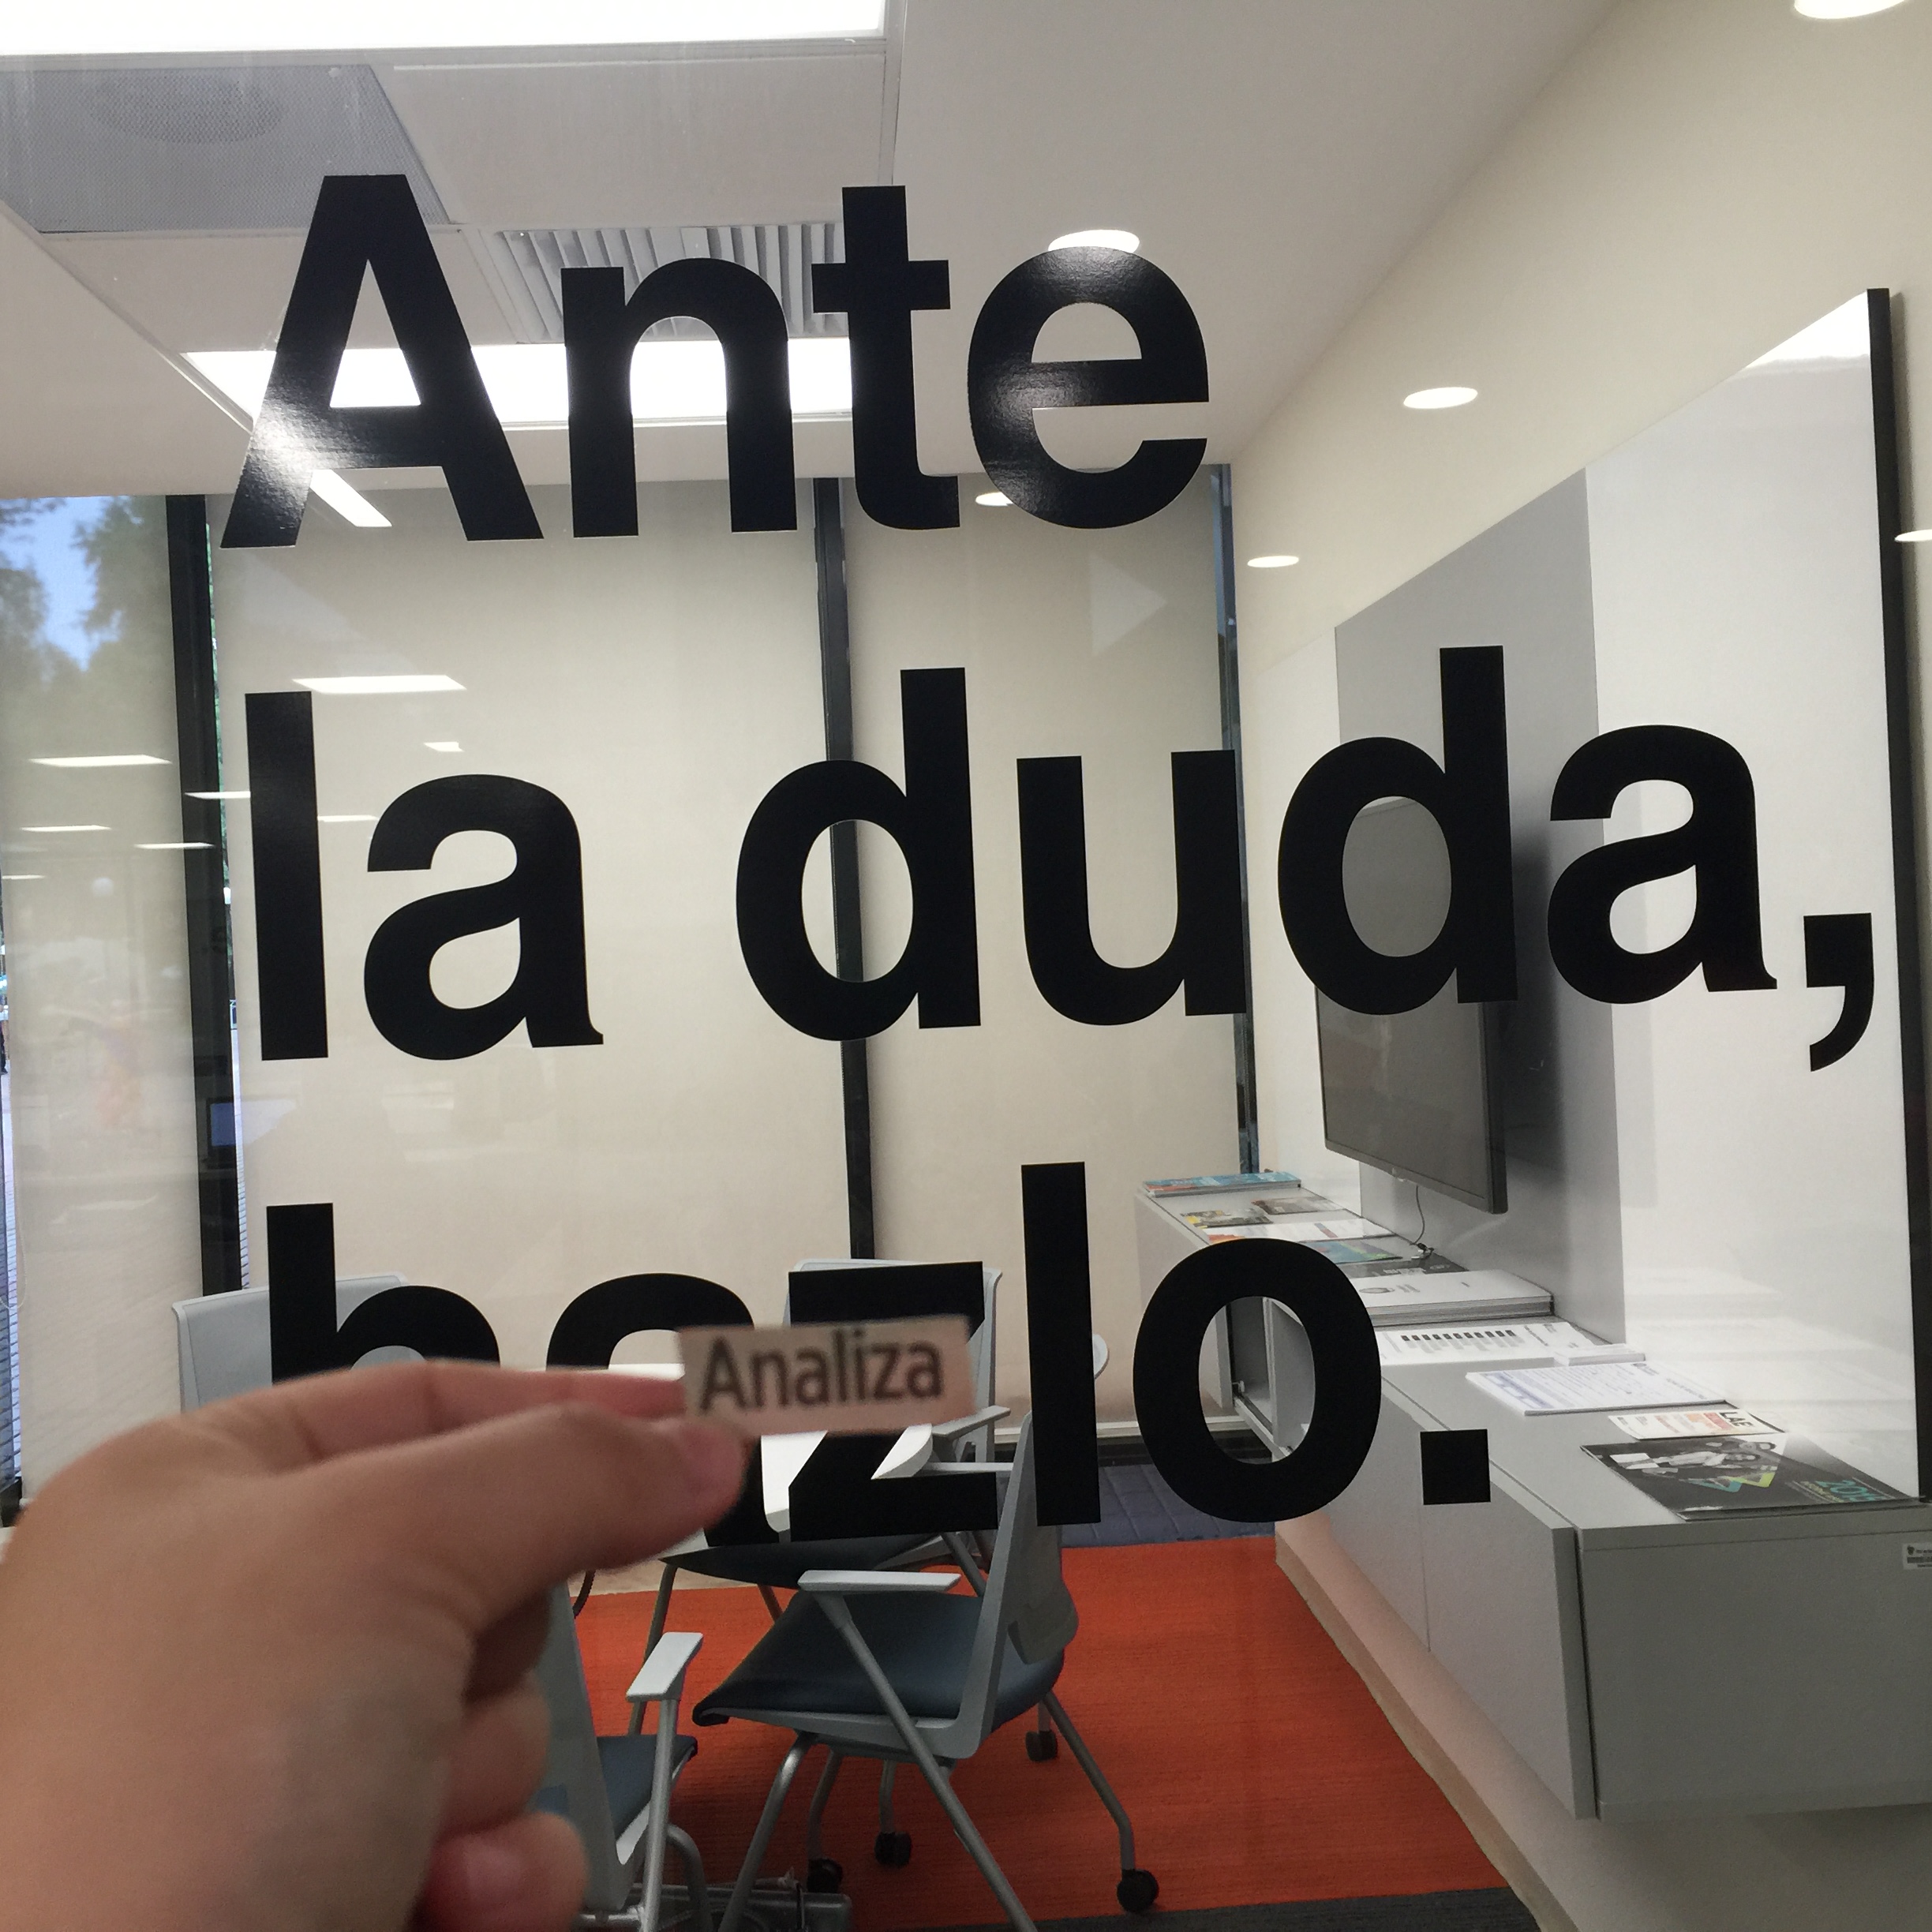 Ante
la duda,
hazlo.
Analiza